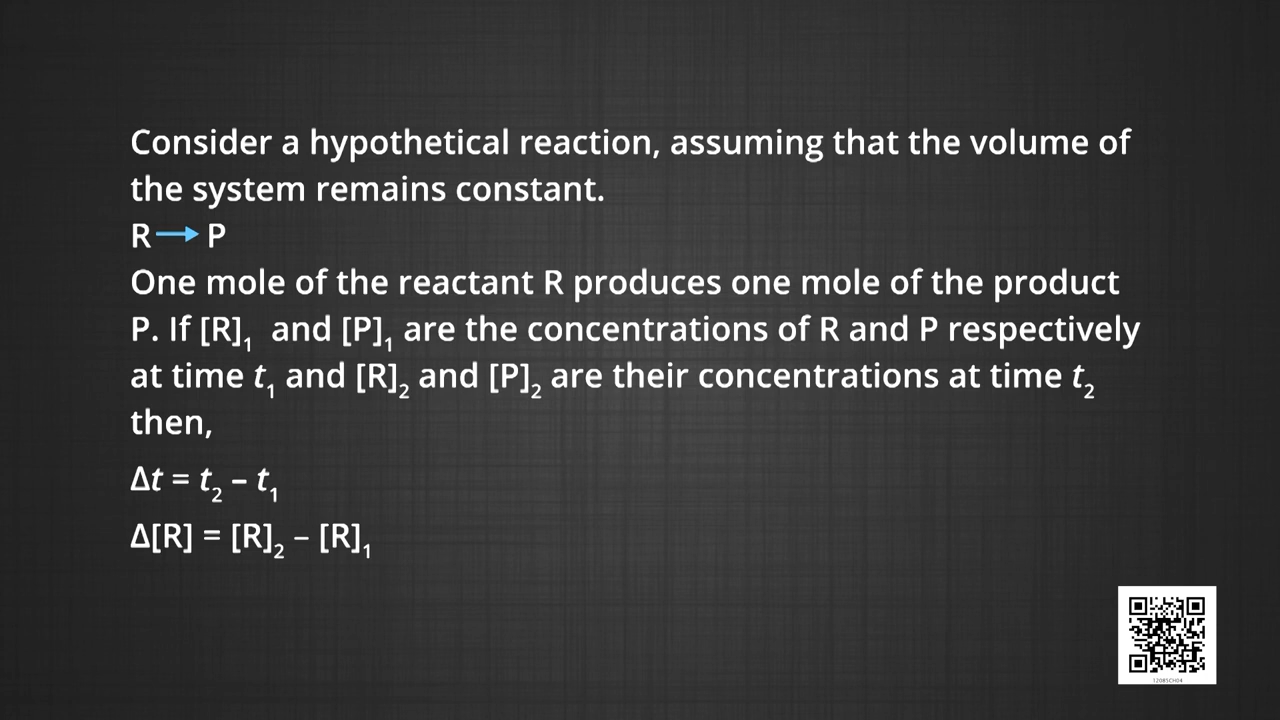 Consider a hypothetical reaction, assuming that the volume of
the system remains constant.
R → P
One mole of the reactant R produces one mole of the product
P. If [R]₁ and [P]₁ are the concentrations of R and P respectively
at time t₁ and [R]₂ and [P]₂ are their concentrations at time t₂
then,
Δt = t₂ – t₁
Δ[R] = [R]₂ – [R]₁
12085CH04